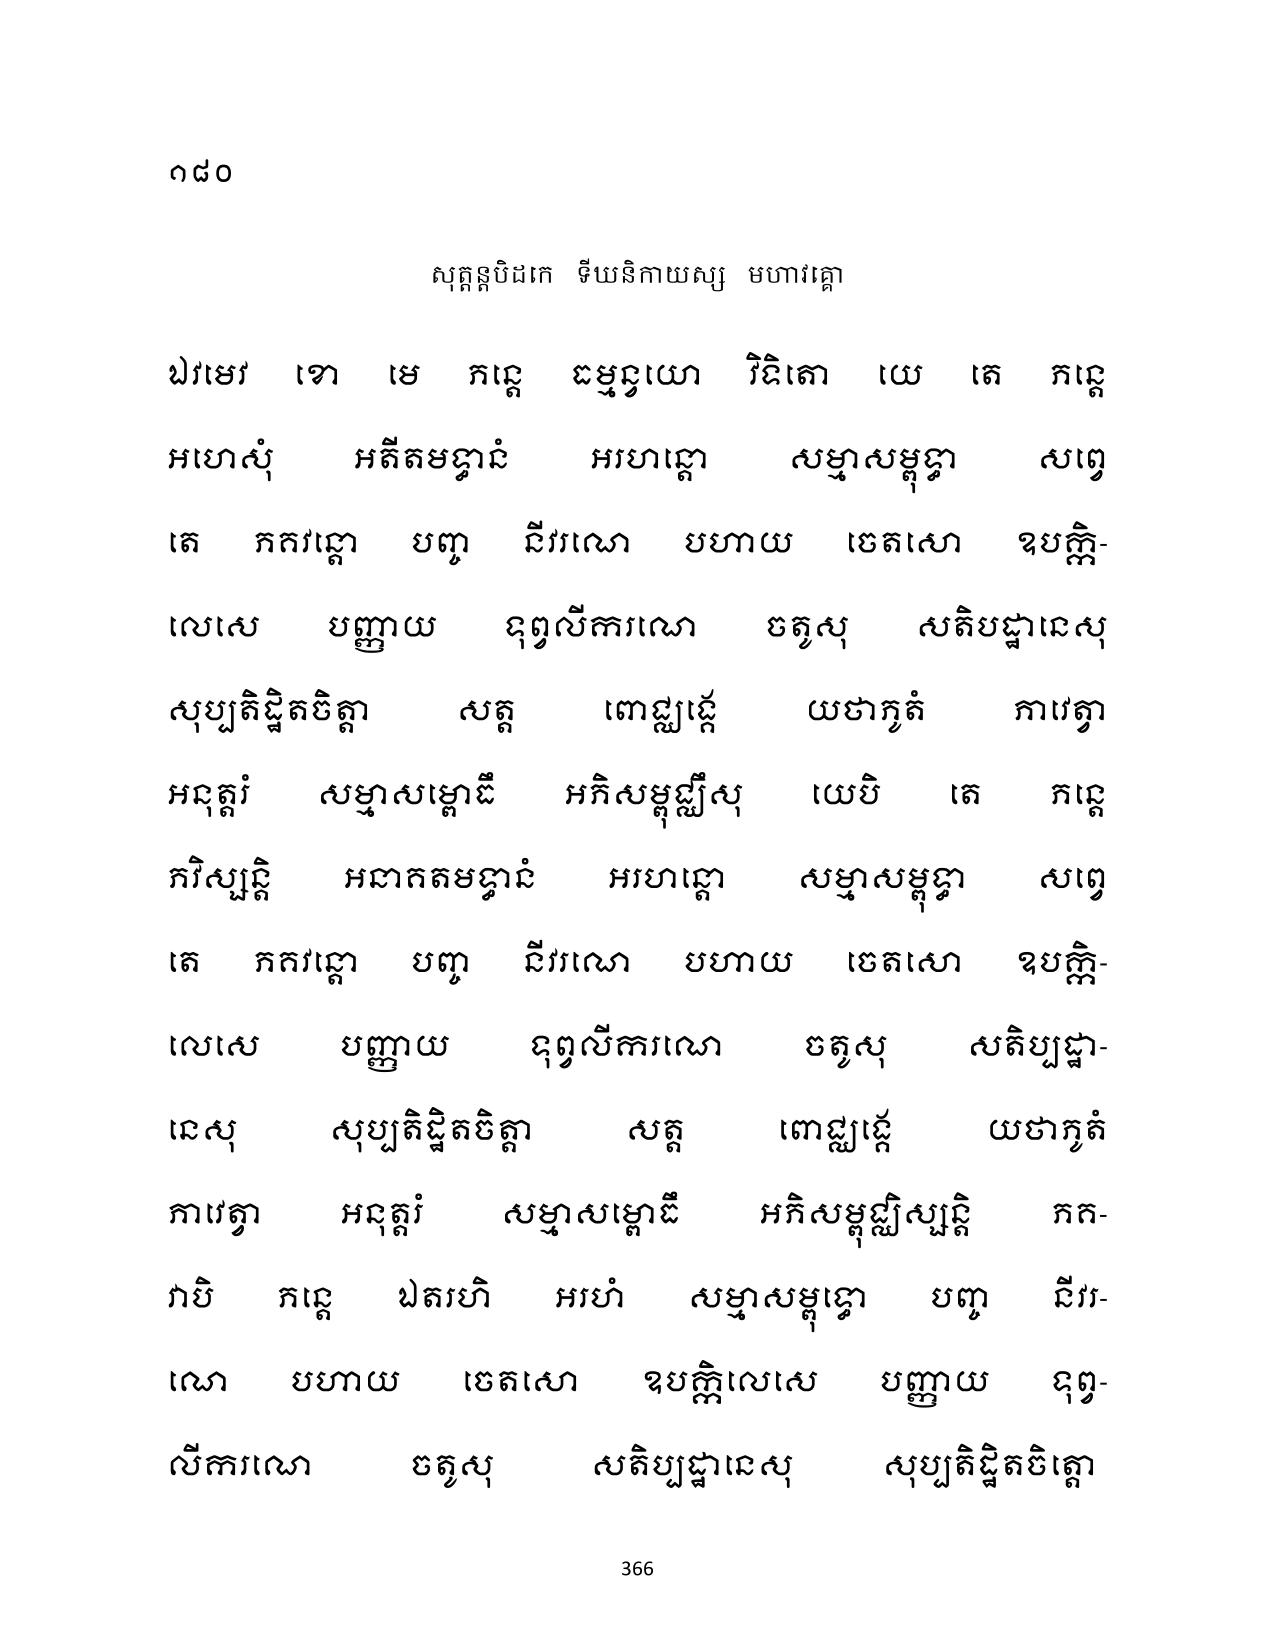 ១៨០
សុត្តន្តបិដកេ ទីឃនិកាយស្ស មហាវគ្គោ
ឯវមេវ ខោ មេ ភន្តេ ធម្មន្វយោ វិទិតោ យេ តេ ភន្តេ
អហេសុំ អតីតមទ្ធានំ អរហន្តោ សម្មាសម្ពុទ្ធា សព្វេ
តេ ភគវន្តោ បញ្ច នីវរណេ បហាយ ចេតសោ ឧបក្កិ-
លេសេ បញ្ញាយ ទុព្វលីករណេ ចតូសុ សតិបដ្ឋានេសុ
សុប្បតិដ្ឋិតចិត្តា សត្ត ពោជ្ឈង្គេ យថាភូតំ ភាវេត្វា
អនុត្តរំ សម្មាសម្ពោធឹ អភិសម្ពុជ្ឈឹសុ យេបិ តេ ភន្តេ
ភវិស្សន្តិ អនាគតមទ្ធានំ អរហន្តោ សម្មាសម្ពុទ្ធា សព្វេ
តេ ភគវន្តោ បញ្ច នីវរណេ បហាយ ចេតសោ ឧបក្កិ-
លេសេ បញ្ញាយ ទុព្វលីករណេ ចតូសុ សតិប្បដ្ឋា-
នេសុ សុប្បតិដ្ឋិតចិត្តា សត្ត ពោជ្ឈង្គេ យថាភូតំ
ភាវេត្វា អនុត្តរំ សម្មាសម្ពោធឹ អភិសម្ពុជ្ឈិស្សន្តិ ភគ-
វាបិ ភន្តេ ឯតរហិ អរហំ សម្មាសម្ពុទ្ធោ បញ្ច នីវរ-
ណេ បហាយ ចេតសោ ឧបក្កិលេសេ បញ្ញាយ ទុព្វ-
លីករណេ ចតូសុ សតិប្បដ្ឋានេសុ សុប្បតិដ្ឋិតចិត្តោ
366